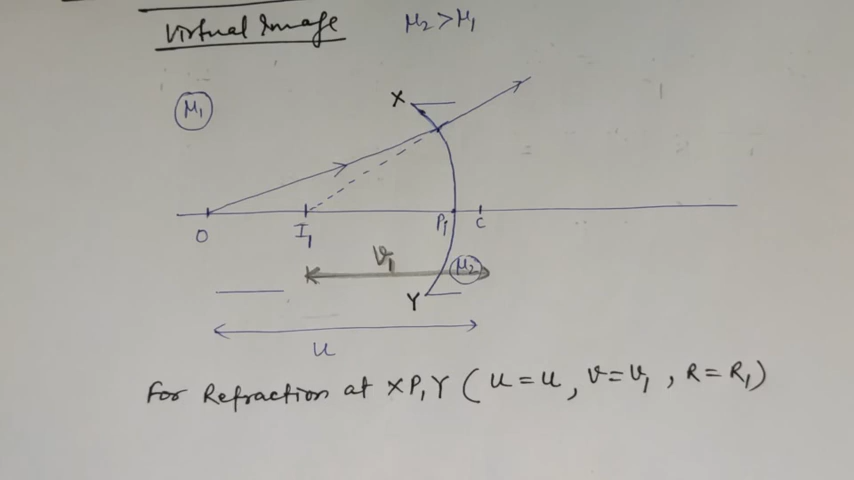 Virtual Image μ₂>μ₁
X
μ₁
O I₁ P₁ C
v₁ μ₂
Y
u
For Refraction at XP₁Y (u=u, v=v₁, R=R₁)